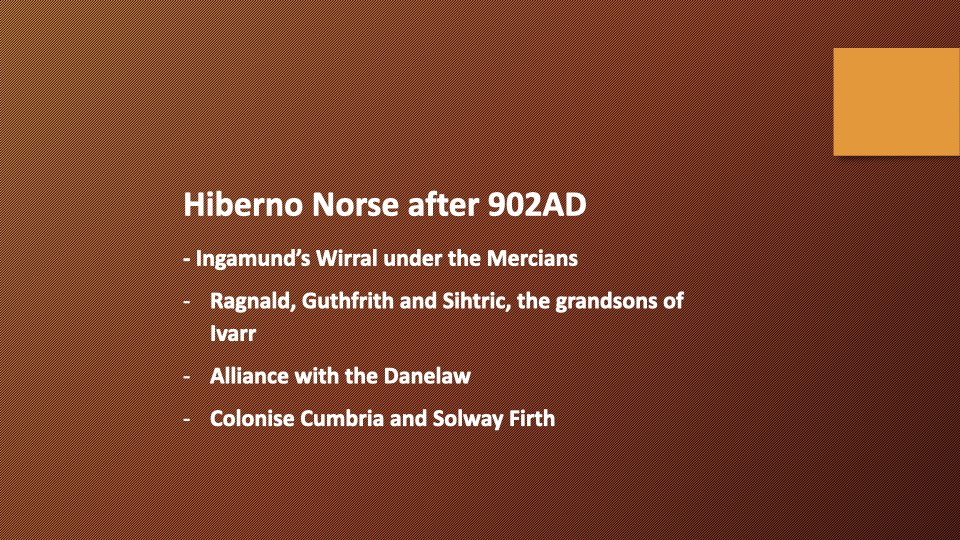 Hiberno Norse after 902AD
- Ingamund’s Wirral under the Mercians
- Ragnald, Guthfrith and Sihtric, the grandsons of
Ivarr
- Alliance with the Danelaw
- Colonise Cumbria and Solway Firth